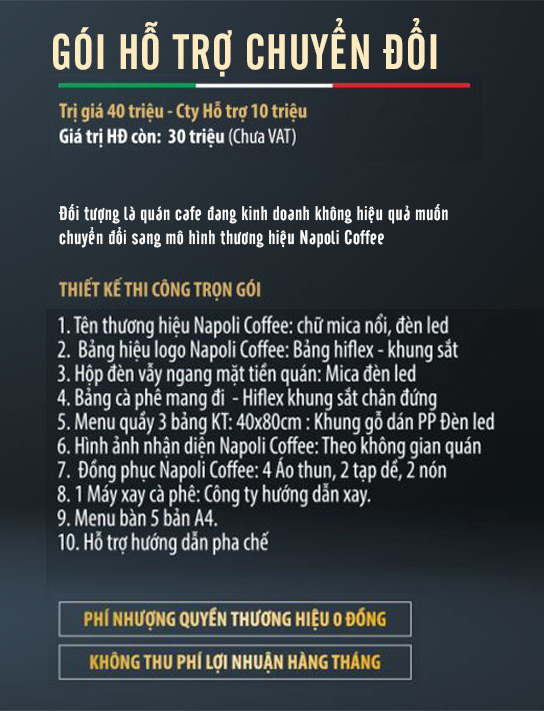 GÓI HỖ TRỢ CHUYỂN ĐỔI
Trị giá 40 triệu - Cty Hỗ trợ 10 triệu
Giá trị HĐ còn: 30 triệu (Chưa VAT)
Đối tượng là quán cafe đang kinh doanh không hiệu quả muốn
chuyển đổi sang mô hình thương hiệu Napoli Coffee
THIẾT KẾ THI CÔNG TRỌN GÓI
1. Tên thương hiệu Napoli Coffee: chữ mica nổi, đèn led
2. Bảng hiệu logo Napoli Coffee: Bảng hiflex - khung sắt
3. Hộp đèn vẫy ngang mặt tiền quán: Mica đèn led
4. Bảng cà phê mang đi - Hiflex khung sắt chân đứng
5. Menu quầy 3 bảng KT: 40x80cm : Khung gỗ dán PP Đèn led
6. Hình ảnh nhận diện Napoli Coffee: Theo không gian quán
7. Đồng phục Napoli Coffee: 4 Áo thun, 2 tạp dề, 2 nón
8. 1 Máy xay cà phê: Công ty hướng dẫn xay.
9. Menu bàn 5 bản A4.
10. Hỗ trợ hướng dẫn pha chế
PHÍ NHƯỢNG QUYỀN THƯƠNG HIỆU 0 ĐỒNG
KHÔNG THU PHÍ LỢI NHUẬN HÀNG THÁNG